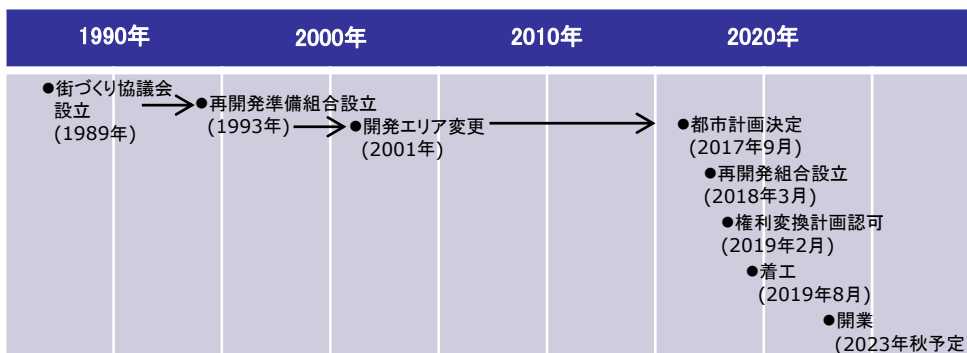 1990年
2000年
2010年
2020年
●街づくり協議会
設立
(1989年)
●再開発準備組合設立
(1993年)
●開発エリア変更
(2001年)
●都市計画決定
(2017年9月)
●再開発組合設立
(2018年3月)
●権利変換計画認可
(2019年2月)
●着工
(2019年8月)
●開業
(2023年秋予定